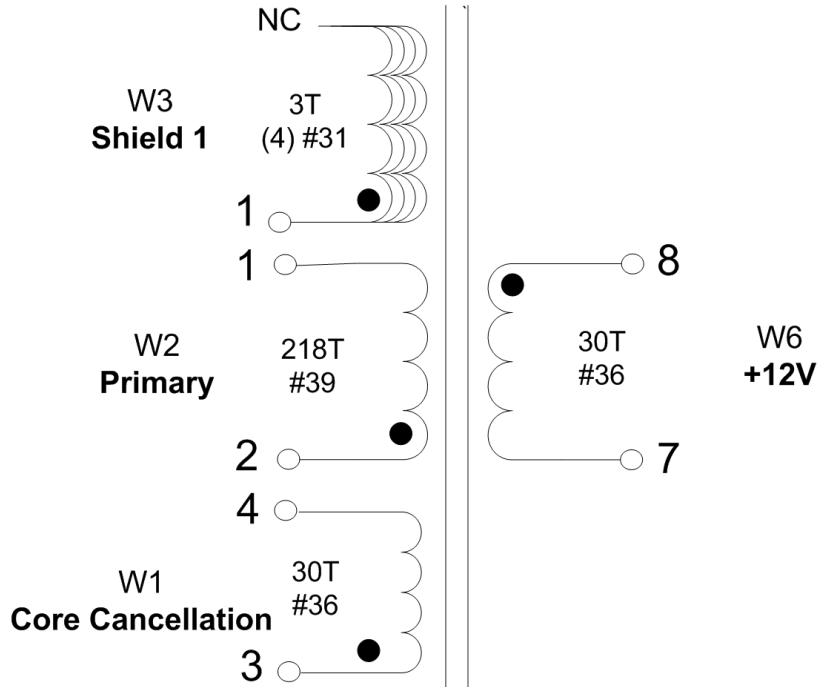 NC
W3
Shield 1
3T
(4) #31
1
1
W2
Primary
218T
#39
2
4
W1
Core Cancellation
30T
#36
3
8
30T
#36
W6
+12V
7